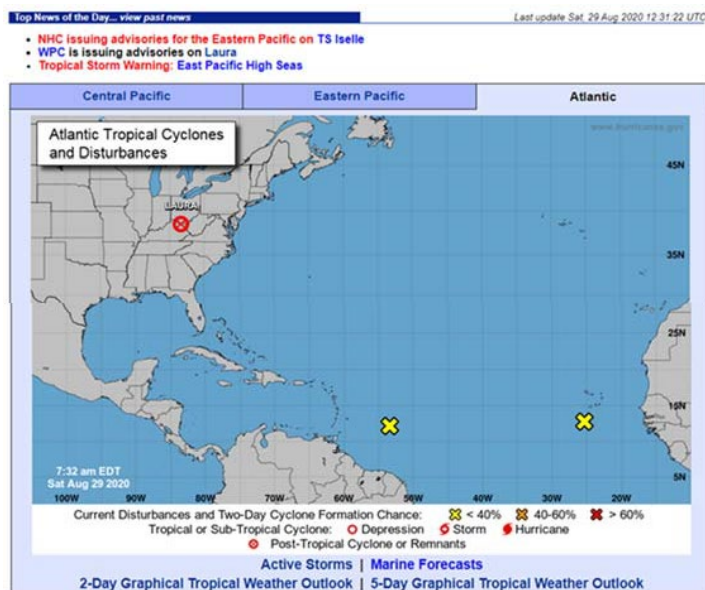 Top News of the Day... view past news
Last update Sat, 29 Aug 2020 12:31:22 UTC
NHC issuing advisories for the Eastern Pacific on TS Iselle
WPC is issuing advisories on Laura
Tropical Storm Warning: East Pacific High Seas
Central Pacific
Eastern Pacific
Atlantic
Atlantic Tropical Cyclones
and Disturbances
www.hurricanes.gov
45N
LAURA
35N
25N
15N
7:32 am EDT
Sat Aug 29 2020
5N
100W 90W 80W 70W 60W 50W 40W 30W 20W
Current Disturbances and Two-Day Cyclone Formation Chance: < 40% 40-60% > 60%
Tropical or Sub-Tropical Cyclone: Depression Storm Hurricane
Post-Tropical Cyclone or Remnants
Active Storms | Marine Forecasts
2-Day Graphical Tropical Weather Outlook | 5-Day Graphical Tropical Weather Outlook